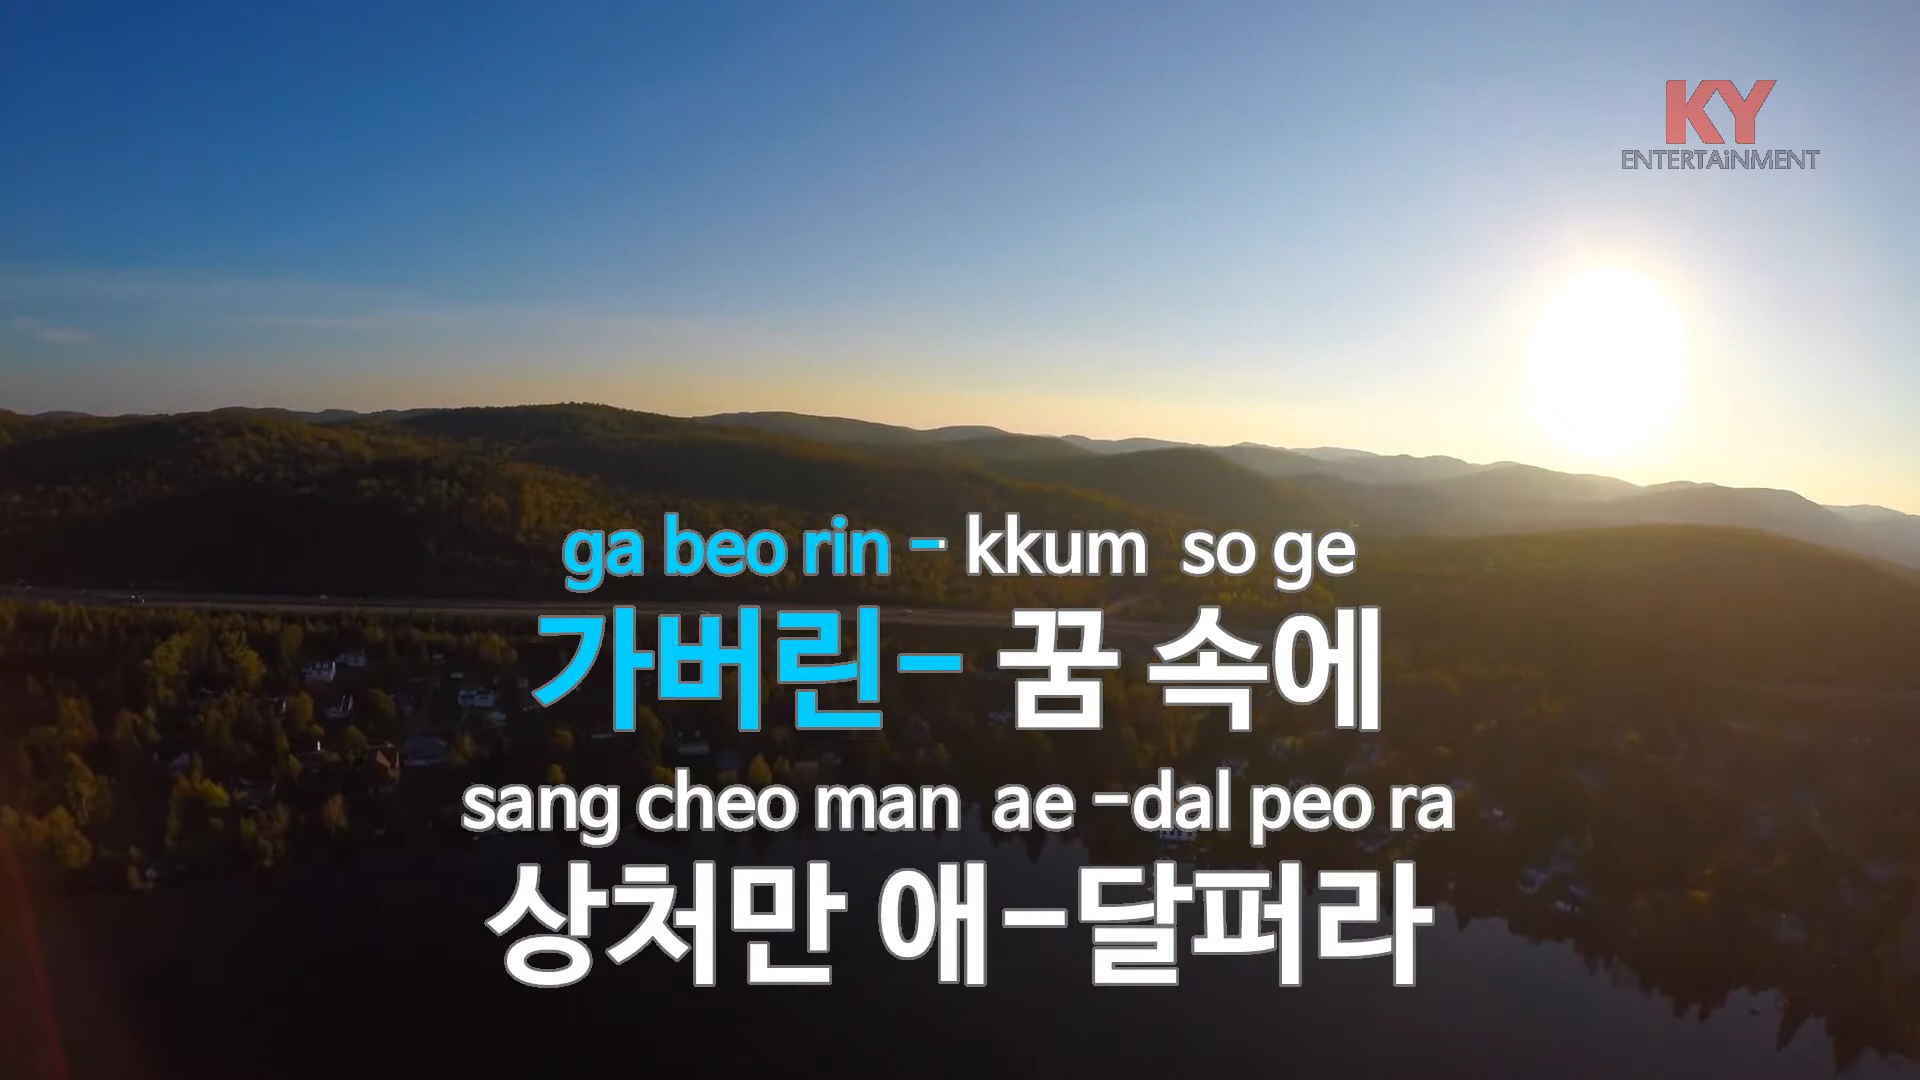 KY
ENTERTAiNMENT
ga beo rin - kkum so ge
가버린- 꿈 속에
sang cheo man ae -dal peo ra
상처만 애-달퍼라